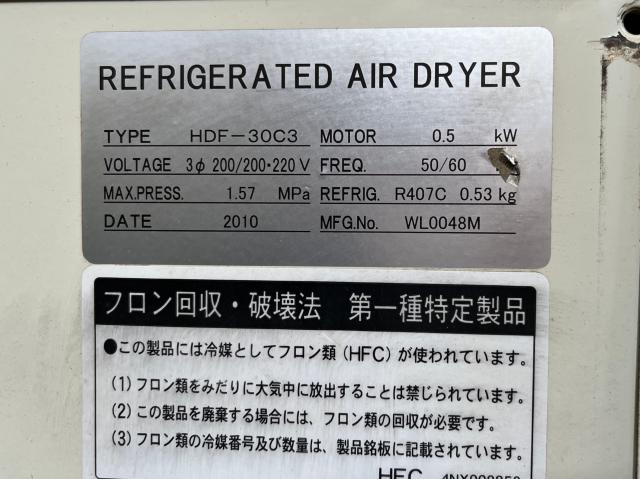 REFRIGERATED AIR DRYER
TYPE HDF-30C3 MOTOR 0.5 kW
VOLTAGE 3φ 200/200・220 V FREQ. 50/60
MAX.PRESS. 1.57 MPa REFRIG. R407C 0.53 kg
DATE 2010 MFG.No. WL0048M
フロン回収・破壊法 第一種特定製品
●この製品には冷媒としてフロン類(HFC)が使われています。
(1) フロン類をみだりに大気中に放出することは禁じられています。
(2) この製品を廃棄する場合には、フロン類の回収が必要です。
(3) フロン類の冷媒番号及び数量は、製品銘板に記載されています。
HFC